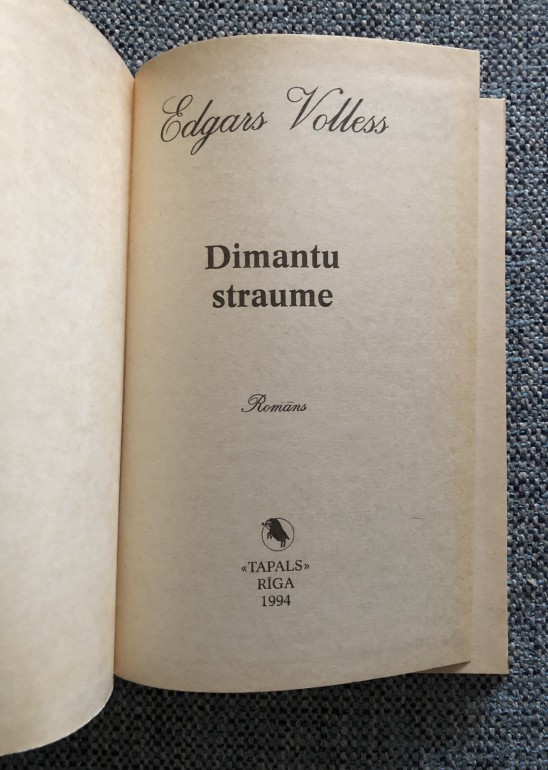 Edgars Volless
Dimantu
straume
Romāns
«TAPALS»
RĪGA
1994